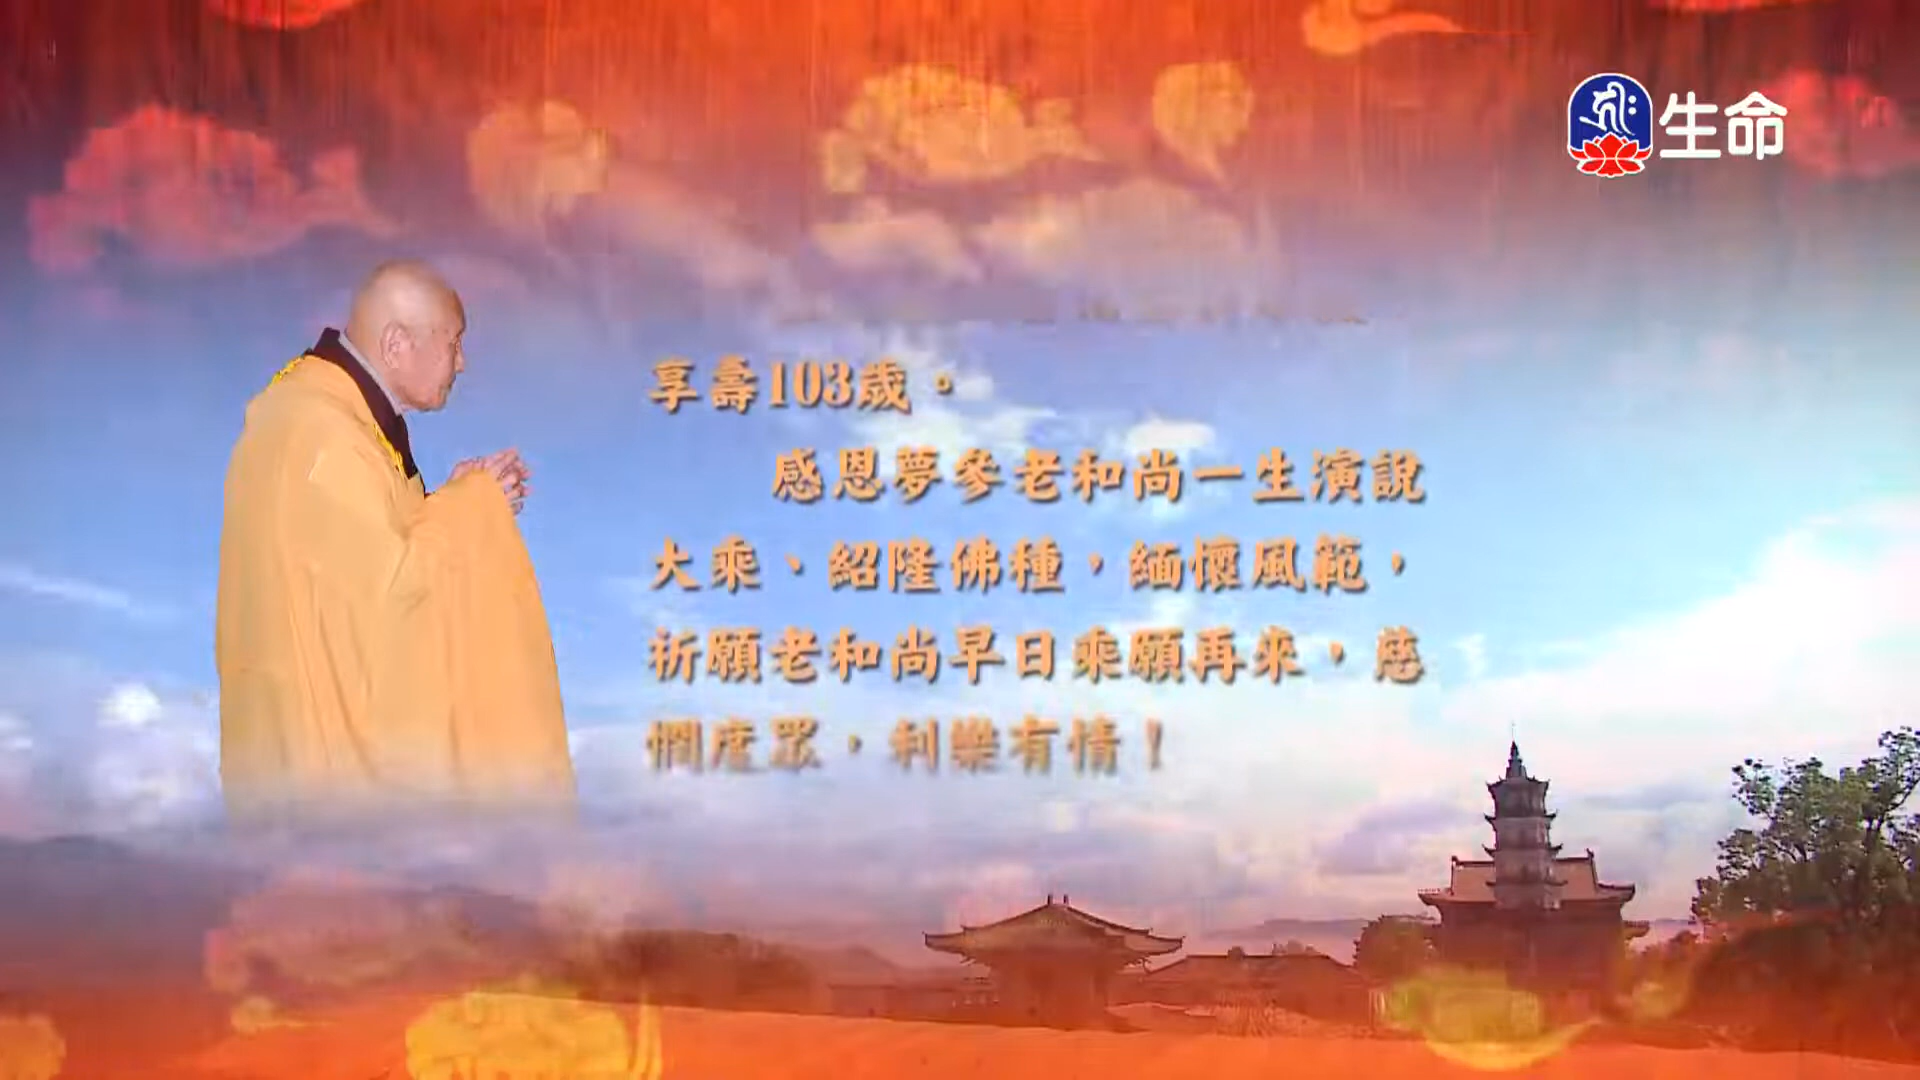 生命
享壽103歲。
感恩夢參老和尚一生演說
大乘、紹隆佛種，緬懷風範，
祈願老和尚早日乘願再來，慈
憫度眾，利樂有情！